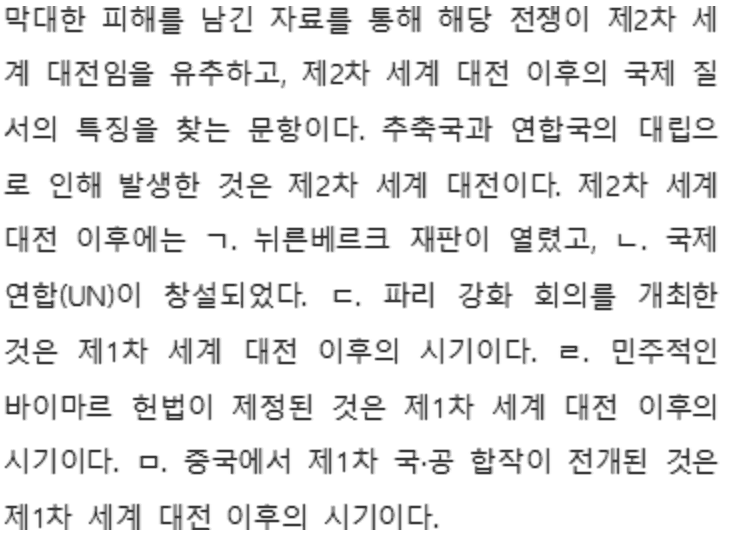 막대한 피해를 남긴 자료를 통해 해당 전쟁이 제2차 세
계 대전임을 유추하고, 제2차 세계 대전 이후의 국제 질
서의 특징을 찾는 문항이다. 추축국과 연합국의 대립으
로 인해 발생한 것은 제2차 세계 대전이다. 제2차 세계
대전 이후에는 ㄱ. 뉘른베르크 재판이 열렸고, ㄴ. 국제
연합(UN)이 창설되었다. ㄷ. 파리 강화 회의를 개최한
것은 제1차 세계 대전 이후의 시기이다. ㄹ. 민주적인
바이마르 헌법이 제정된 것은 제1차 세계 대전 이후의
시기이다. ㅁ. 중국에서 제1차 국·공 합작이 전개된 것은
제1차 세계 대전 이후의 시기이다.